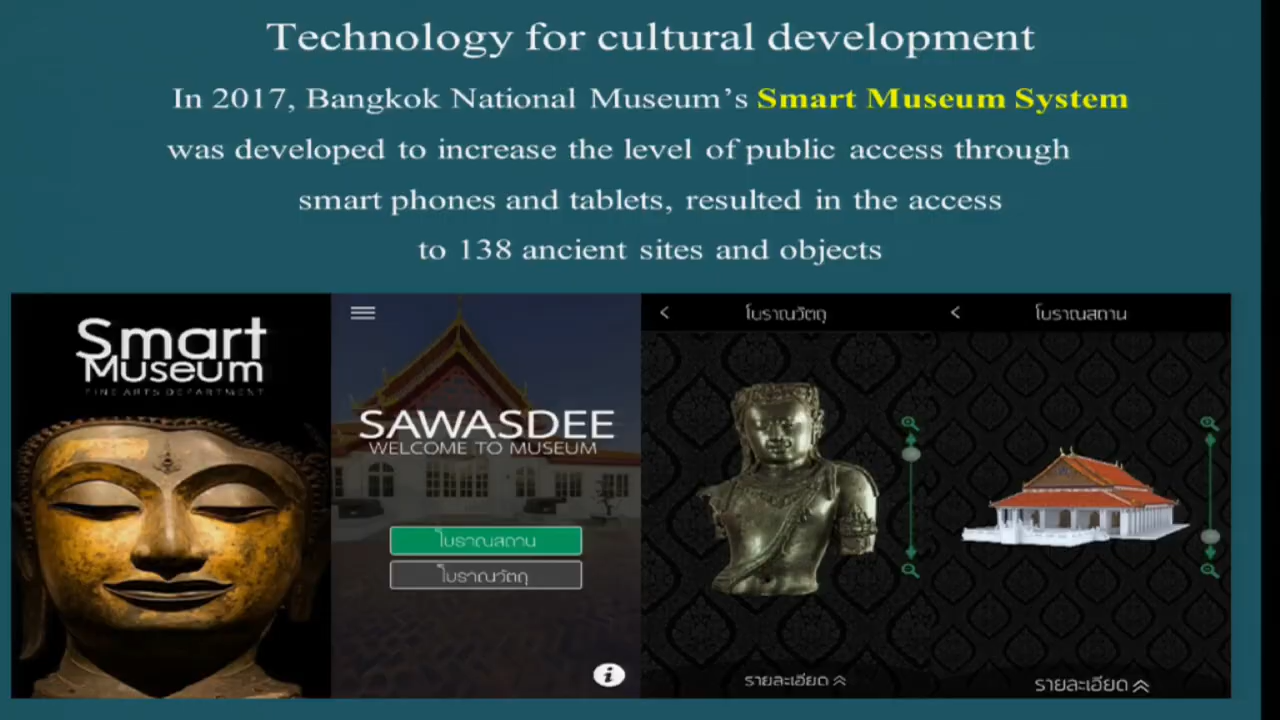 Technology for cultural development
In 2017, Bangkok National Museum’s Smart Museum System
was developed to increase the level of public access through
smart phones and tablets, resulted in the access
to 138 ancient sites and objects
Smart
Museum
FINE ARTS DEPARTMENT
SAWASDEE
WELCOME TO MUSEUM
โบราณสถาน
โบราณวัตถุ
i
โบราณวัตถุ
รายละเอียด
โบราณสถาน
รายละเอียด